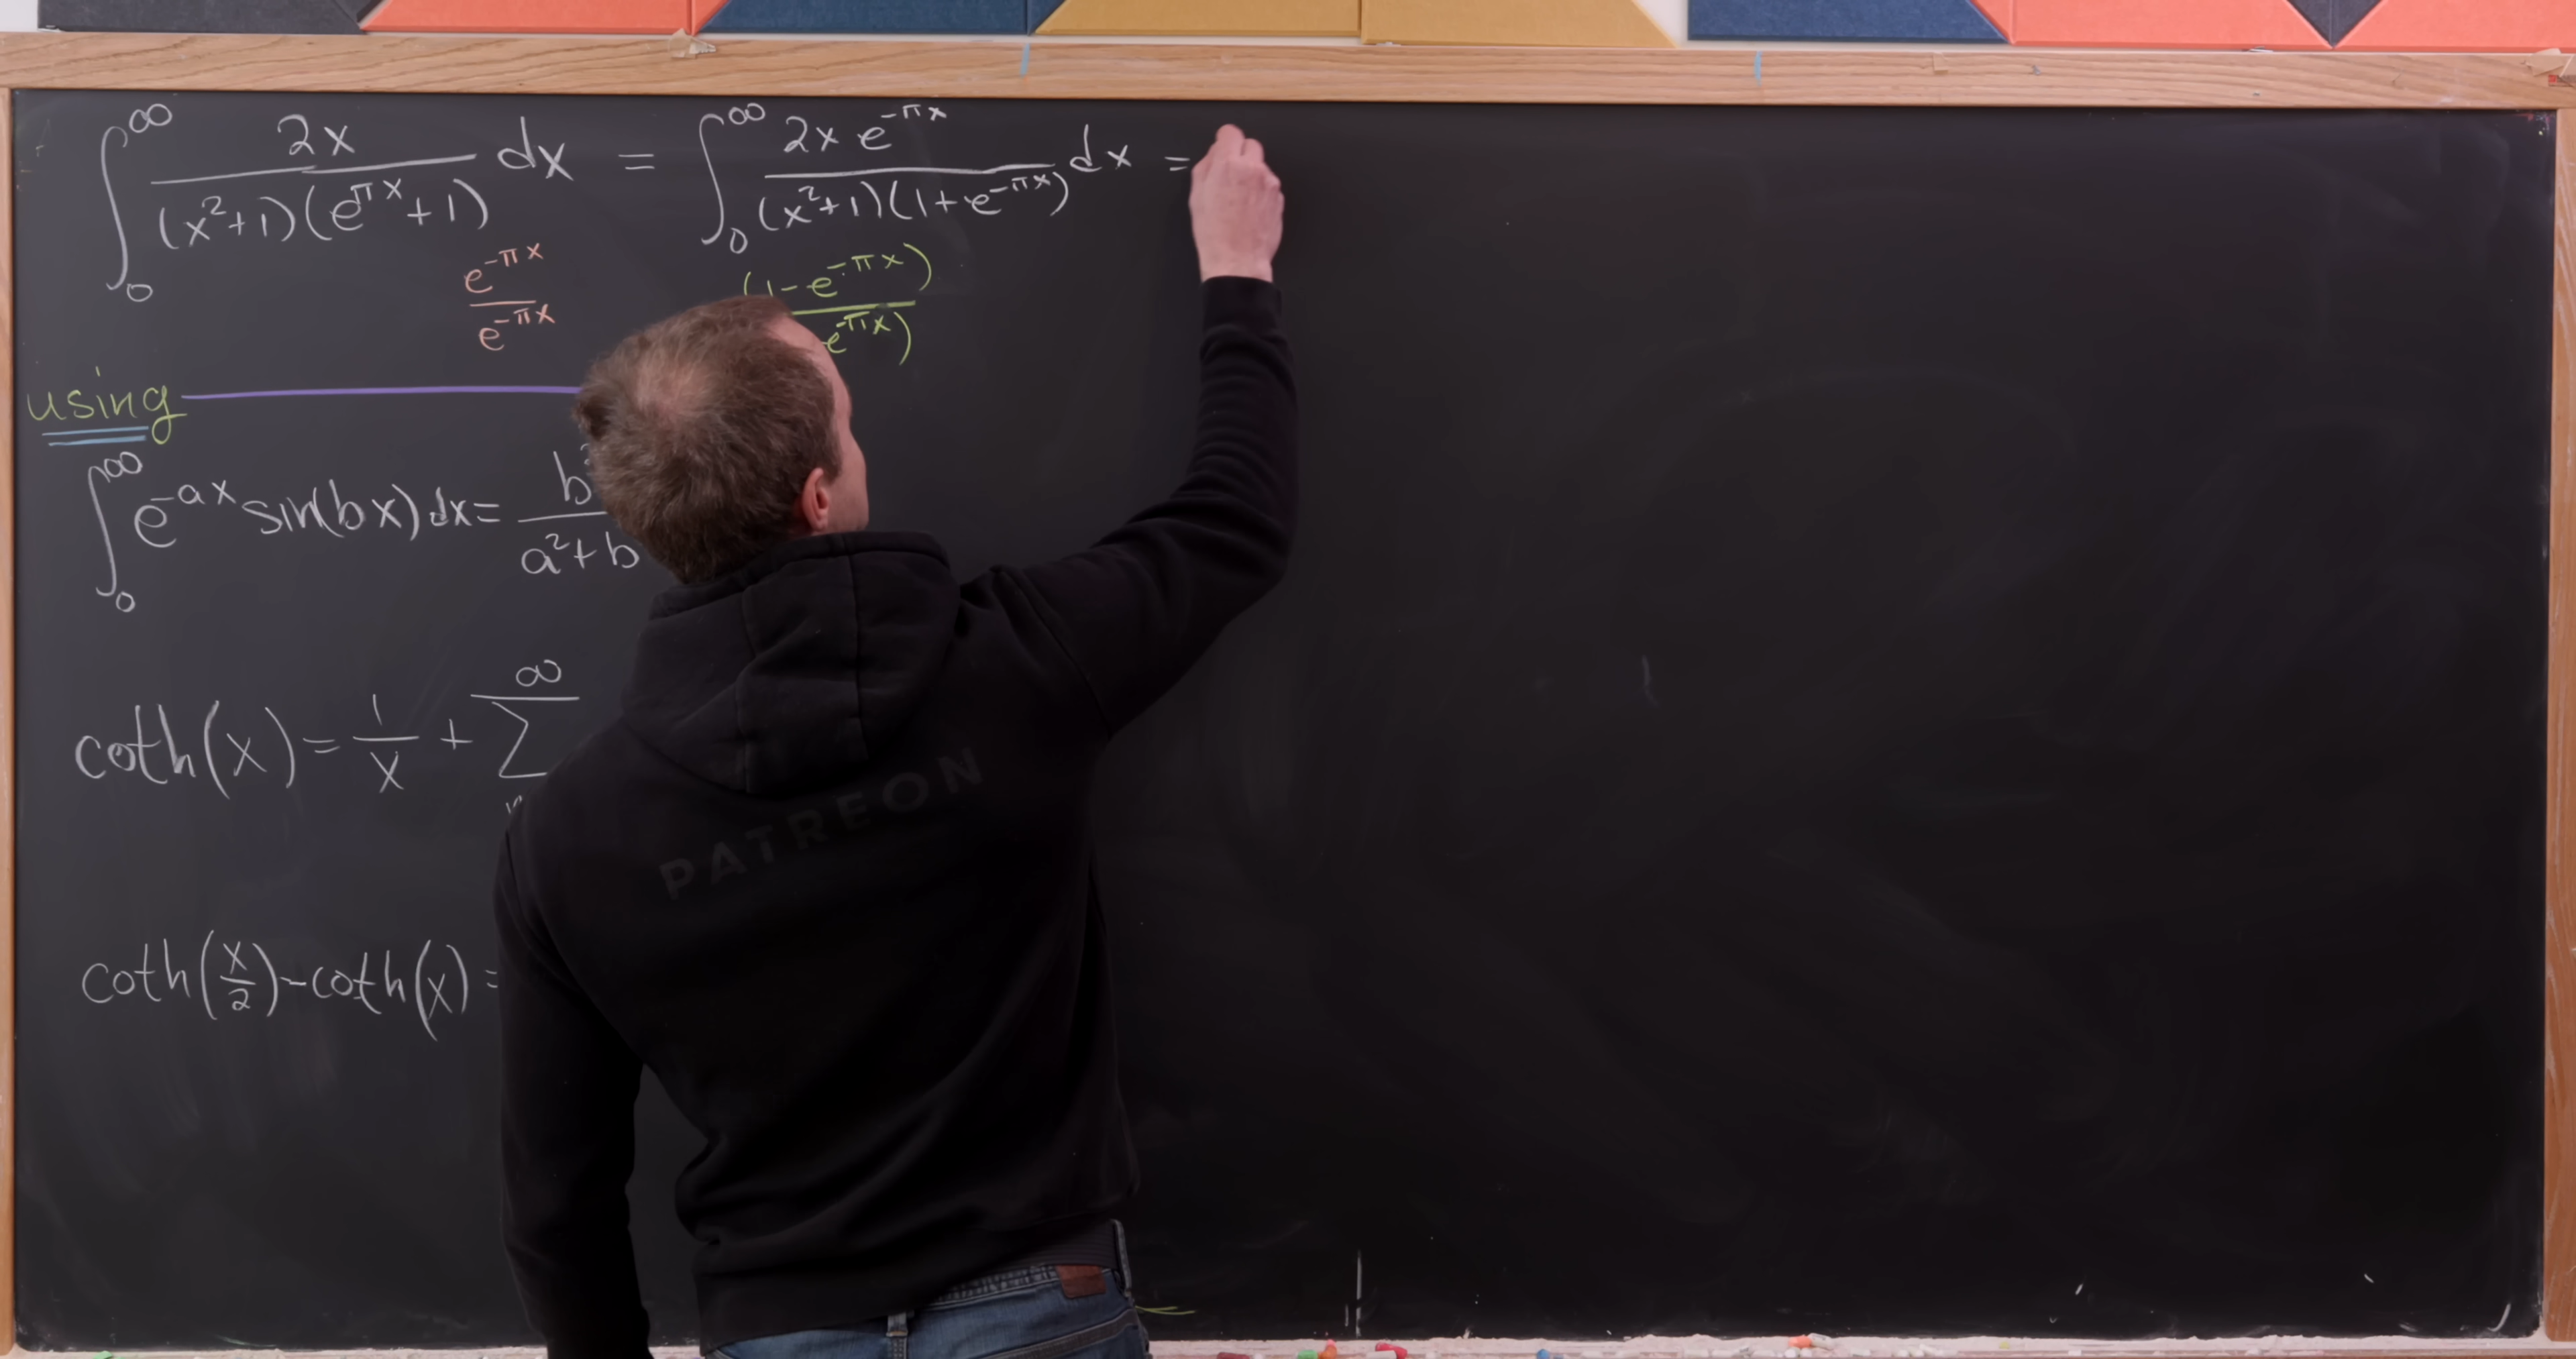 ∫₀^∞ 2x / ((x²+1)(e^{πx}+1)) dx = ∫₀^∞ 2x e^{-πx} / ((x²+1)(1+e^{-πx})) dx =
e^{-πx} / e^{-πx}
(1-e^{-πx}) / e^{-πx})
using
∫₀^∞ e^{-ax} sin(bx) dx = b / a²+b
coth(x) = 1/x + ∑^∞
coth(x/2) - coth(x) =
PATREON